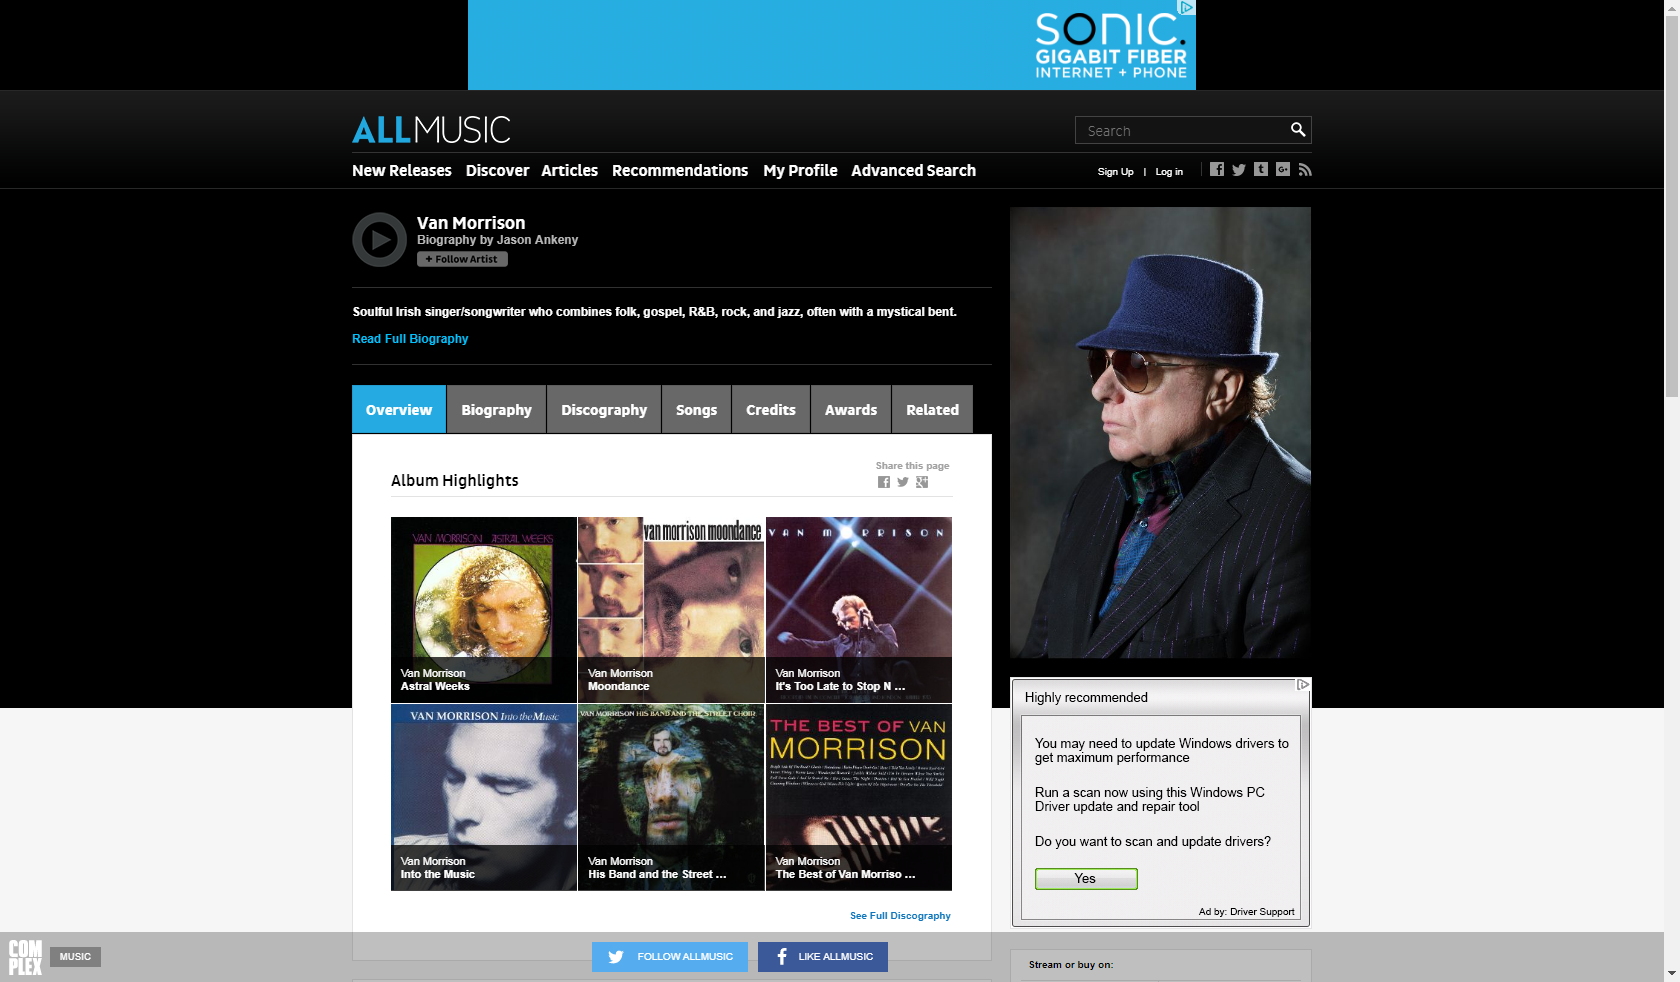 SONIC.
GIGABIT FIBER
INTERNET + PHONE
ALLMUSIC
Search
New Releases Discover Articles Recommendations My Profile Advanced Search
Sign Up | Log in
Van Morrison
Biography by Jason Ankeny
+ Follow Artist
Soulful Irish singer/songwriter who combines folk, gospel, R&B, rock, and jazz, often with a mystical bent.
Read Full Biography
Overview Biography Discography Songs Credits Awards Related
Share this page
Album Highlights
VAN MORRISON ASTRAL WEEKS
van morrison moondance
VAN MORRISON
Van Morrison
Astral Weeks
Van Morrison
Moondance
Van Morrison
It's Too Late to Stop N ...
VAN MORRISON Into the Music
VAN MORRISON HIS BAND AND THE STREET CHOIR
THE BEST OF VAN
MORRISON
Van Morrison
Into the Music
Van Morrison
His Band and the Street ...
Van Morrison
The Best of Van Morriso ...
See Full Discography
Highly recommended
You may need to update Windows drivers to
get maximum performance
Run a scan now using this Windows PC
Driver update and repair tool
Do you want to scan and update drivers?
Yes
Ad by: Driver Support
Stream or buy on:
COM
PLEX
MUSIC
FOLLOW ALLMUSIC
LIKE ALLMUSIC